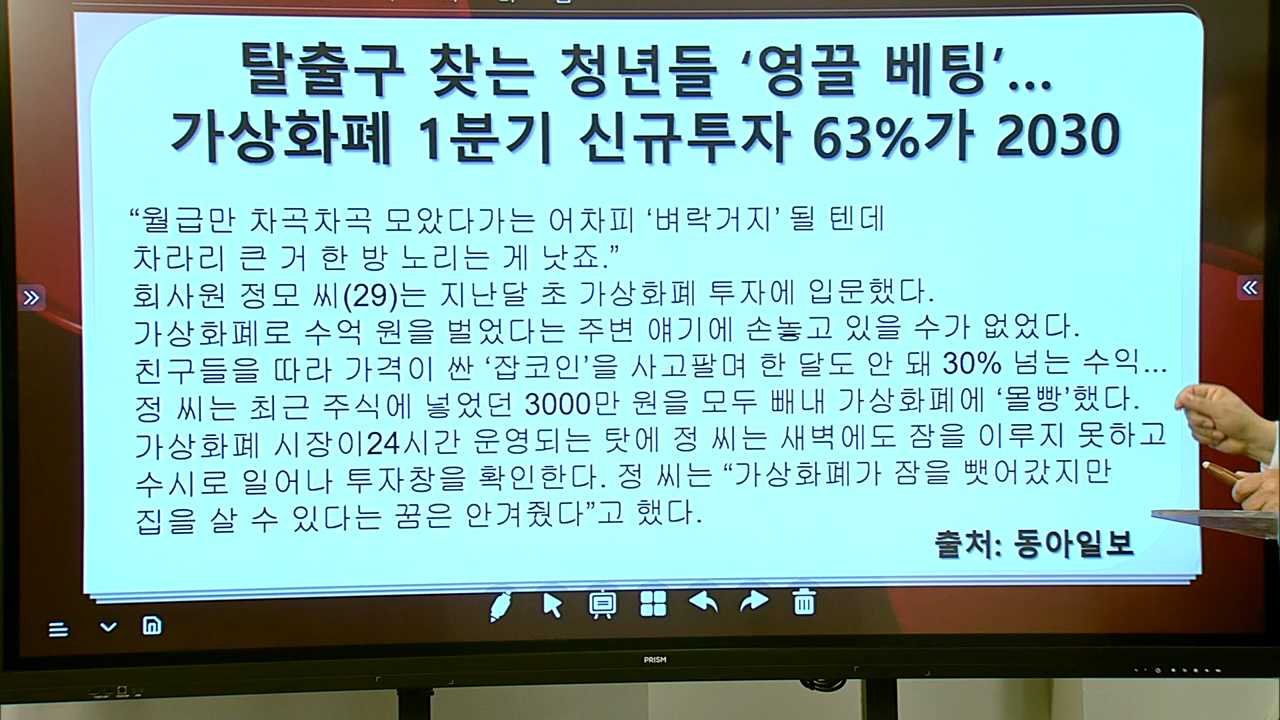 탈출구 찾는 청년들 ‘영끌 베팅’...
가상화폐 1분기 신규투자 63%가 2030
“월급만 차곡차곡 모았다가는 어차피 ‘벼락거지’ 될 텐데
차라리 큰 거 한 방 노리는 게 낫죠.”
회사원 정모 씨(29)는 지난달 초 가상화폐 투자에 입문했다.
가상화폐로 수억 원을 벌었다는 주변 얘기에 손놓고 있을 수가 없었다.
친구들을 따라 가격이 싼 ‘잡코인’을 사고팔며 한 달도 안 돼 30% 넘는 수익...
정 씨는 최근 주식에 넣었던 3000만 원을 모두 빼내 가상화폐에 ‘몰빵’했다.
가상화폐 시장이24시간 운영되는 탓에 정 씨는 새벽에도 잠을 이루지 못하고
수시로 일어나 투자창을 확인한다. 정 씨는 “가상화폐가 잠을 뺏어갔지만
집을 살 수 있다는 꿈은 안겨줬다”고 했다.
출처: 동아일보
PRISM